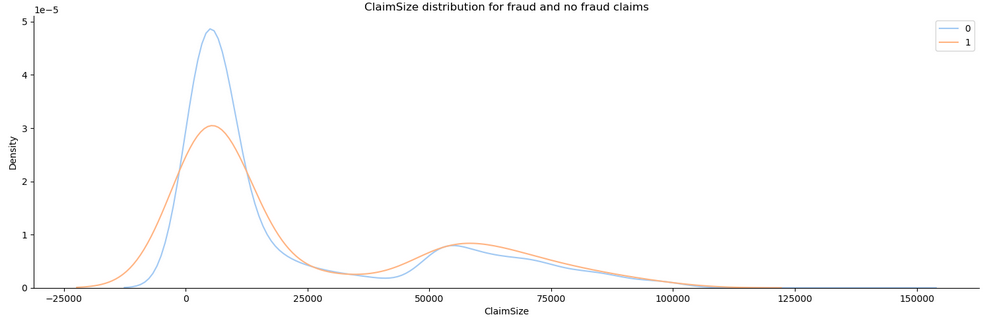 ClaimSize distribution for fraud and no fraud claims
1e−5
5
4
3
2
1
0
Density
−25000 0 25000 50000 75000 100000 125000 150000
ClaimSize
0
1